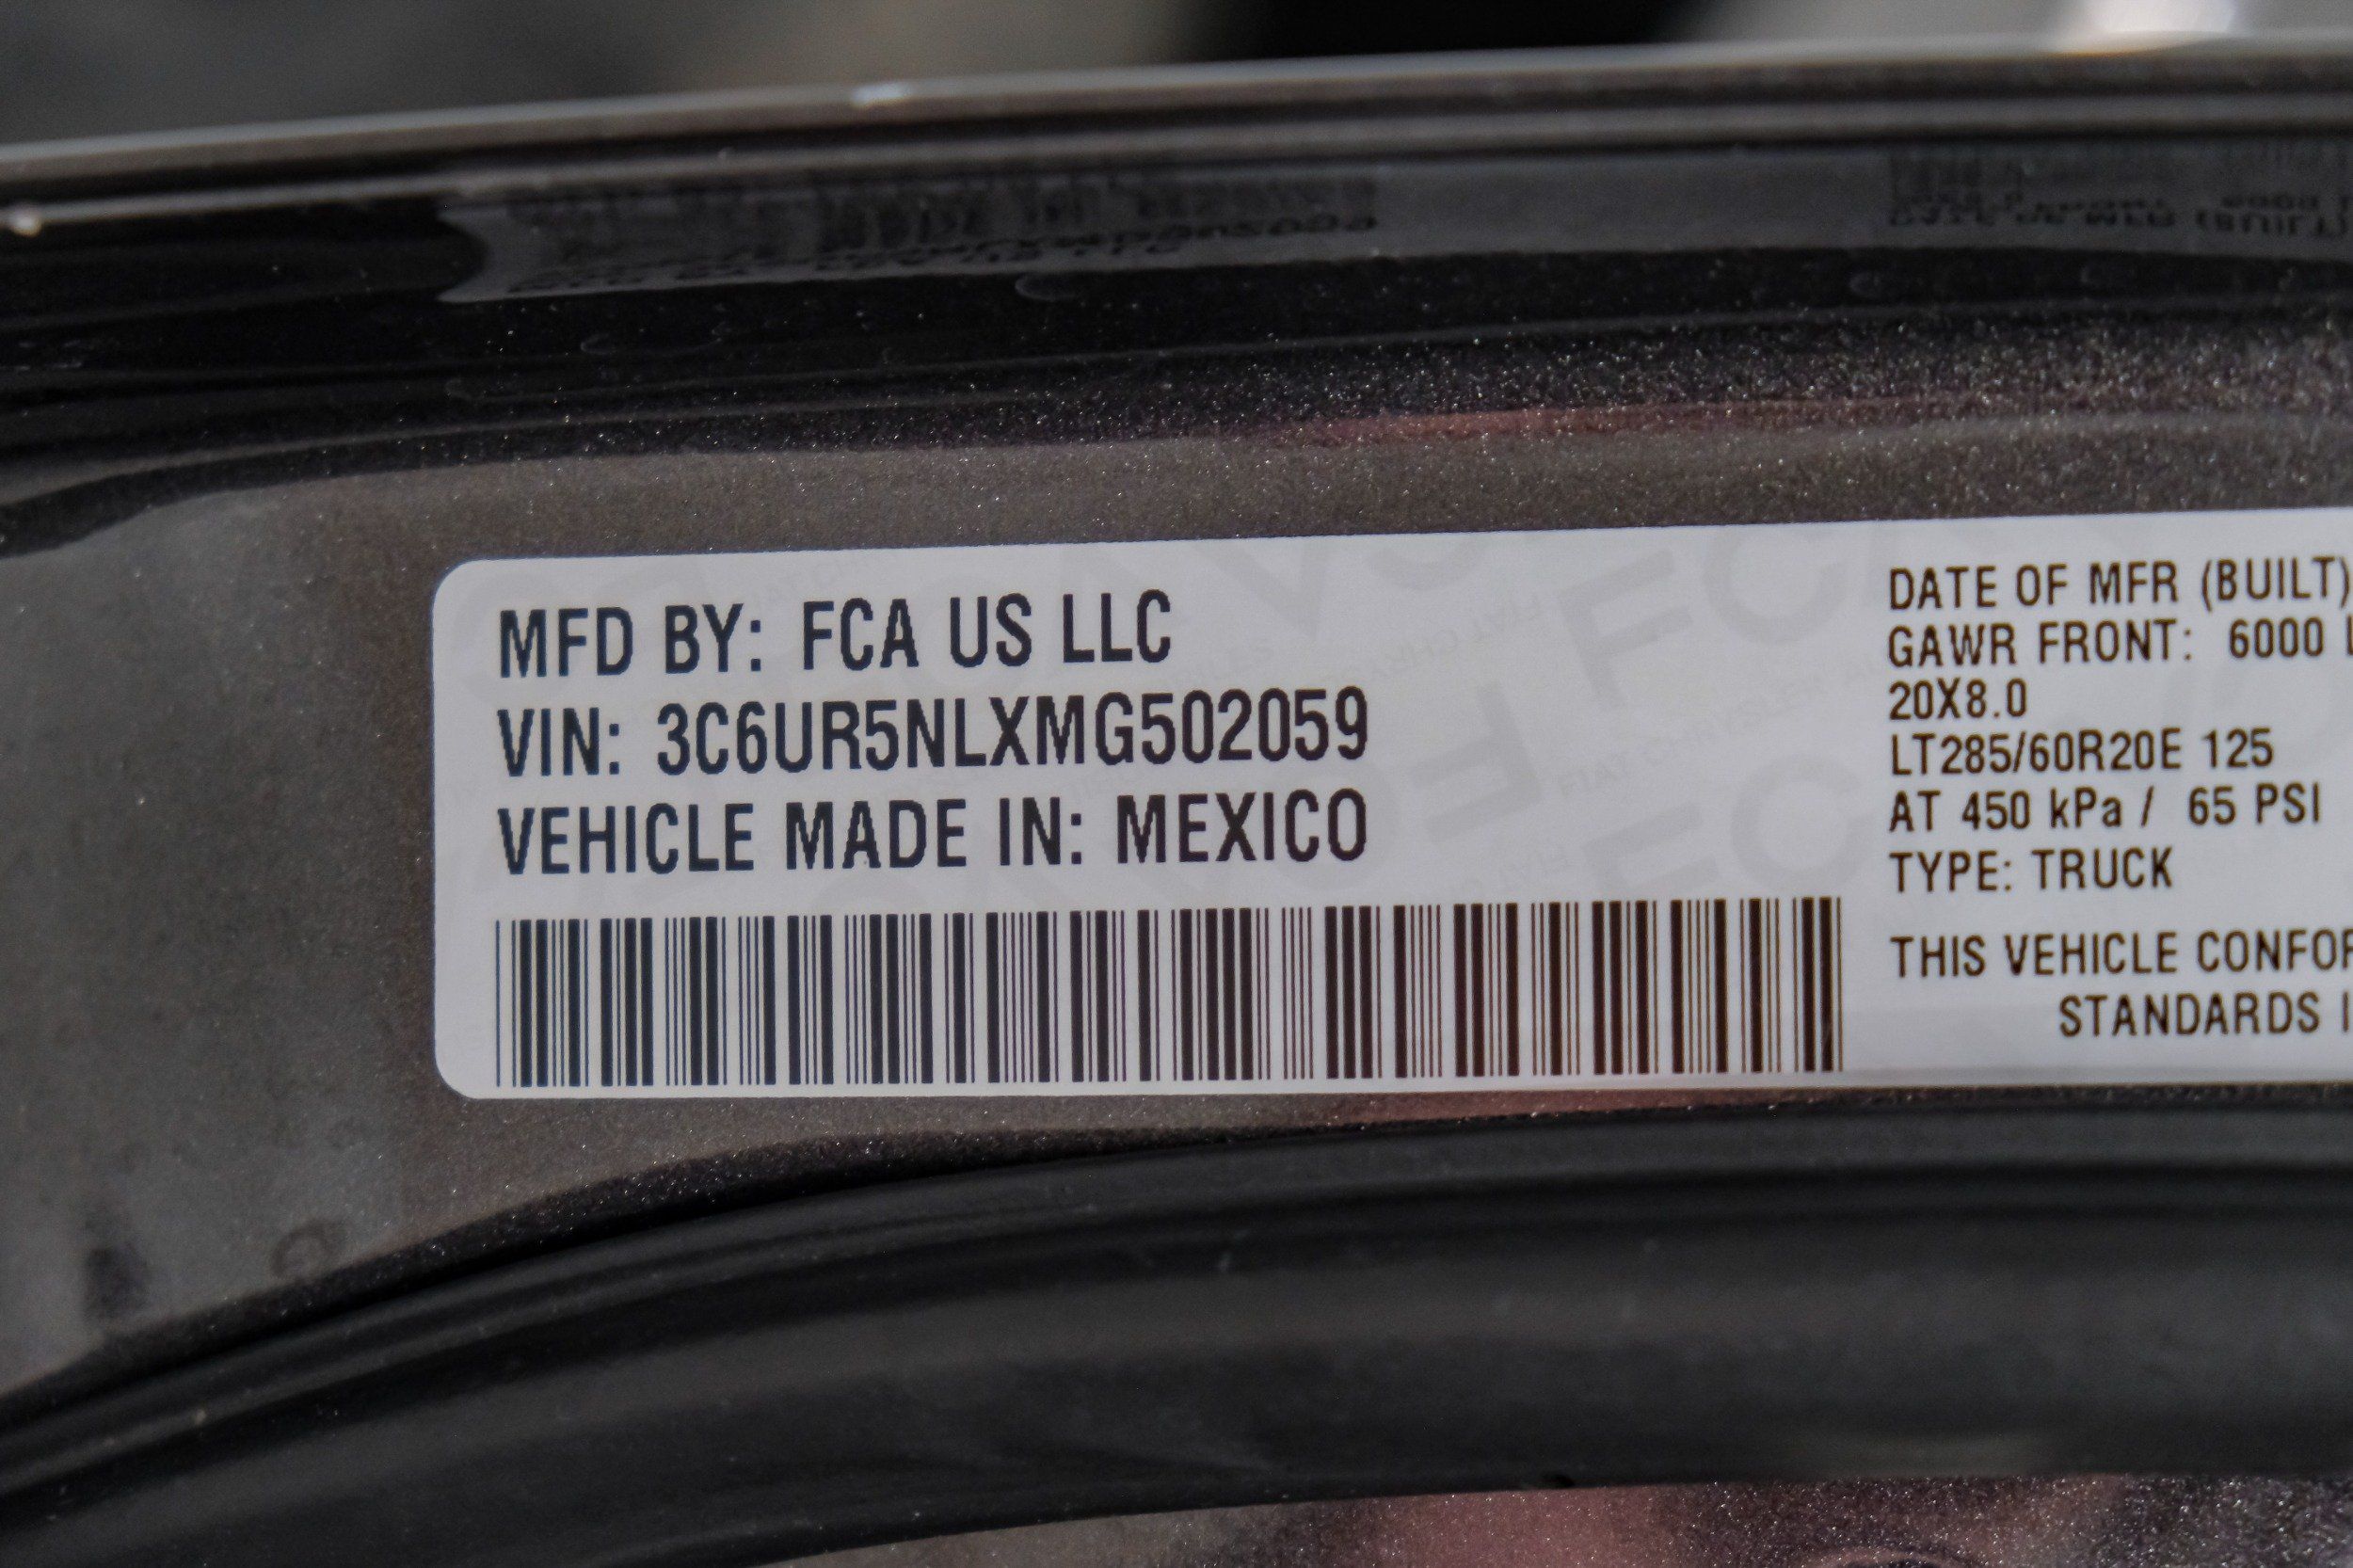 MFD BY: FCA US LLC
VIN: 3C6UR5NLXMG502059
VEHICLE MADE IN: MEXICO
DATE OF MFR (BUILT)
GAWR FRONT: 6000
20X8.0
LT285/60R20E 125
AT 450 kPa / 65 PSI
TYPE: TRUCK
THIS VEHICLE
STANDARDS